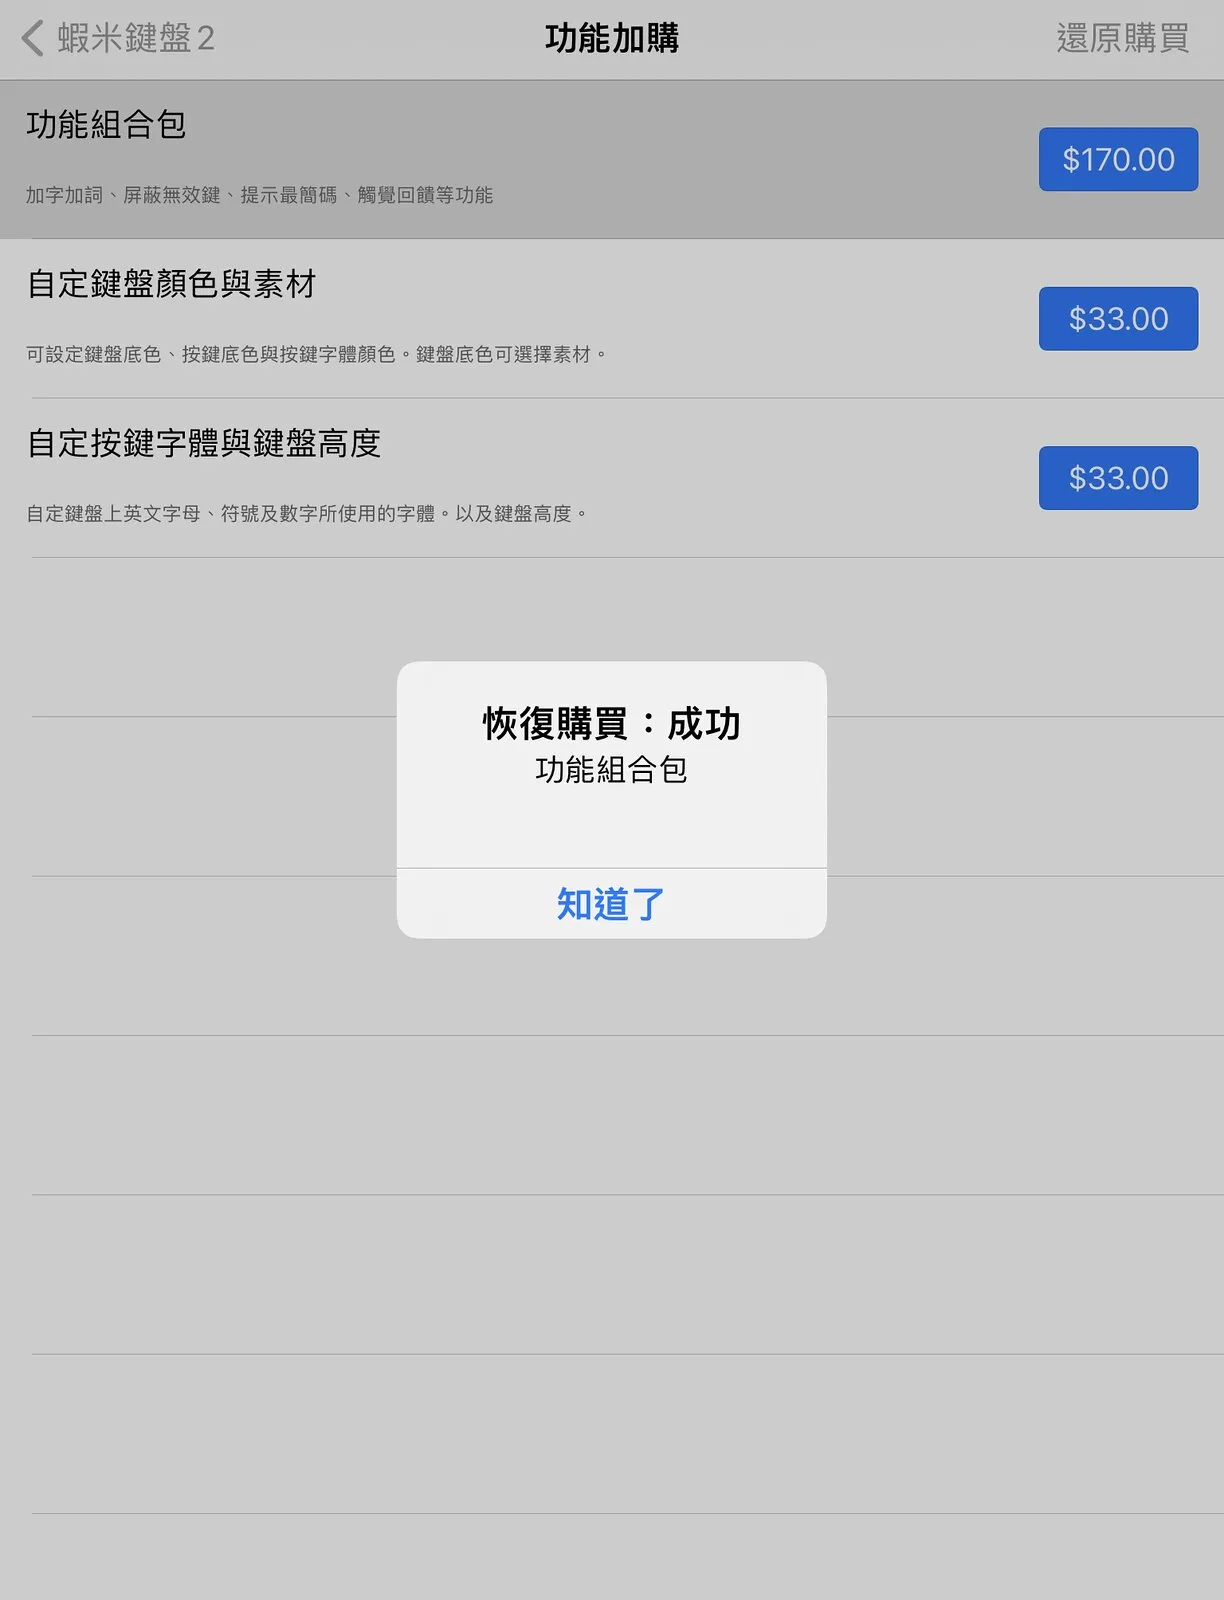 蝦米鍵盤2
功能加購
還原購買
功能組合包
$170.00
加字加詞、屏蔽無效鍵、提示最簡碼、觸覺回饋等功能
自定鍵盤顏色與素材
$33.00
可設定鍵盤底色、按鍵底色與按鍵字體顏色。鍵盤底色可選擇素材。
自定按鍵字體與鍵盤高度
$33.00
自定鍵盤上英文字母、符號及數字所使用的字體。以及鍵盤高度。
恢復購買：成功
功能組合包
知道了